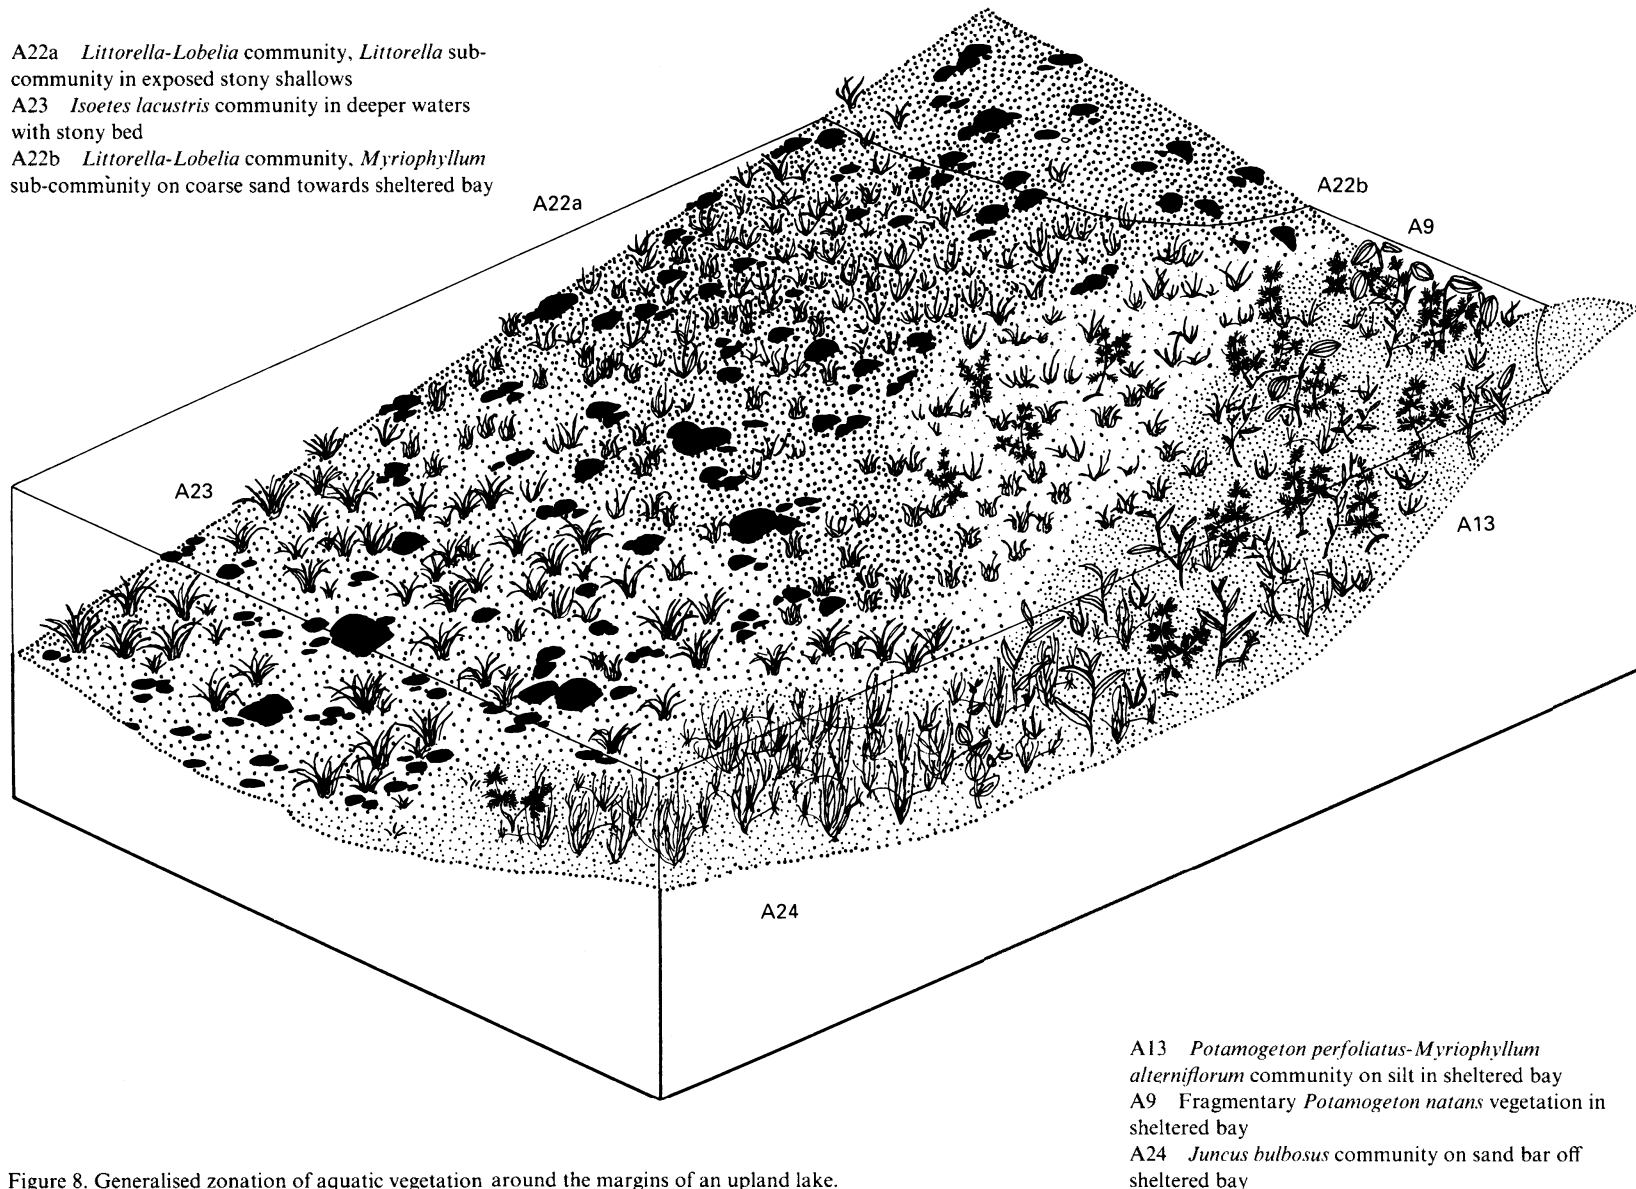 A22a Littorella-Lobelia community, Littorella sub-
community in exposed stony shallows
A23 Isoetes lacustris community in deeper waters
with stony bed
A22b Littorella-Lobelia community, Myriophyllum
sub-community on coarse sand towards sheltered bay
A22a
A22b
A9
A23
A13
A24
A13 Potamogeton perfoliatus-Myriophyllum
alterniflorum community on silt in sheltered bay
A9 Fragmentary Potamogeton natans vegetation in
sheltered bay
A24 Juncus bulbosus community on sand bar off
sheltered bay
Figure 8. Generalised zonation of aquatic vegetation around the margins of an upland lake.